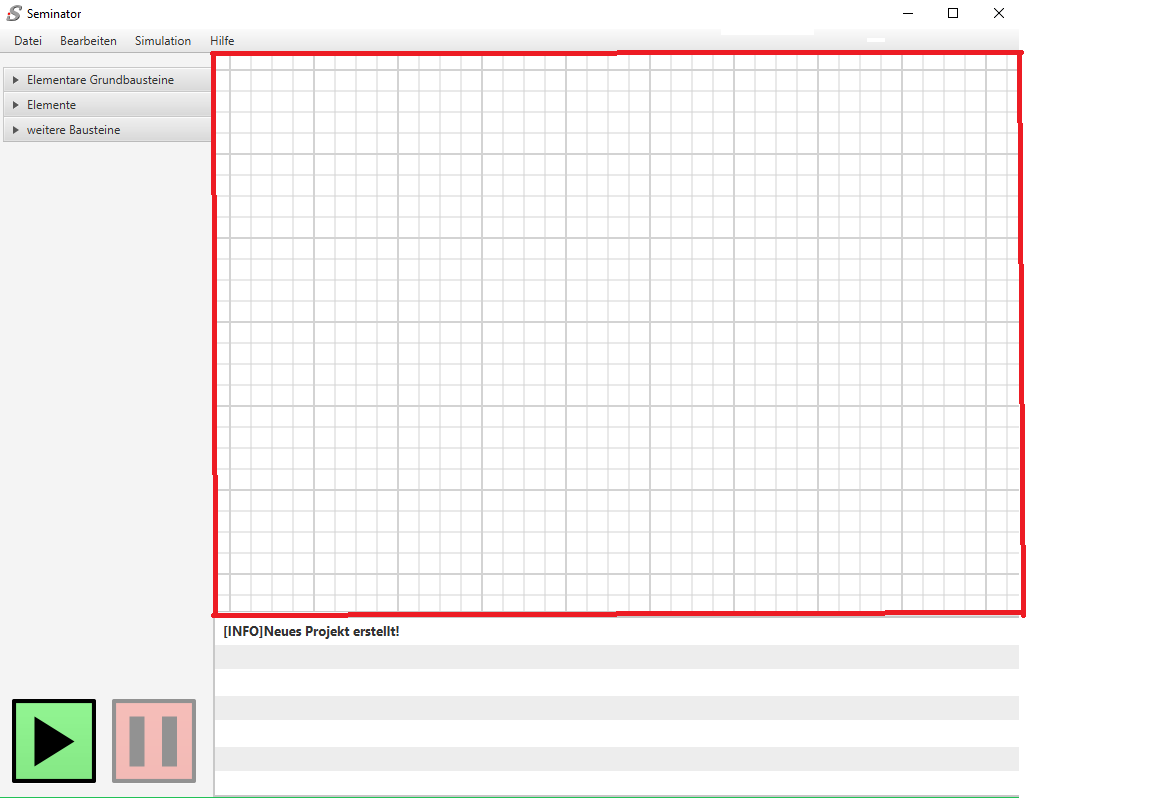 Seminator
Datei Bearbeiten Simulation Hilfe
Elementare Grundbausteine
Elemente
weitere Bausteine
[INFO]Neues Projekt erstellt!